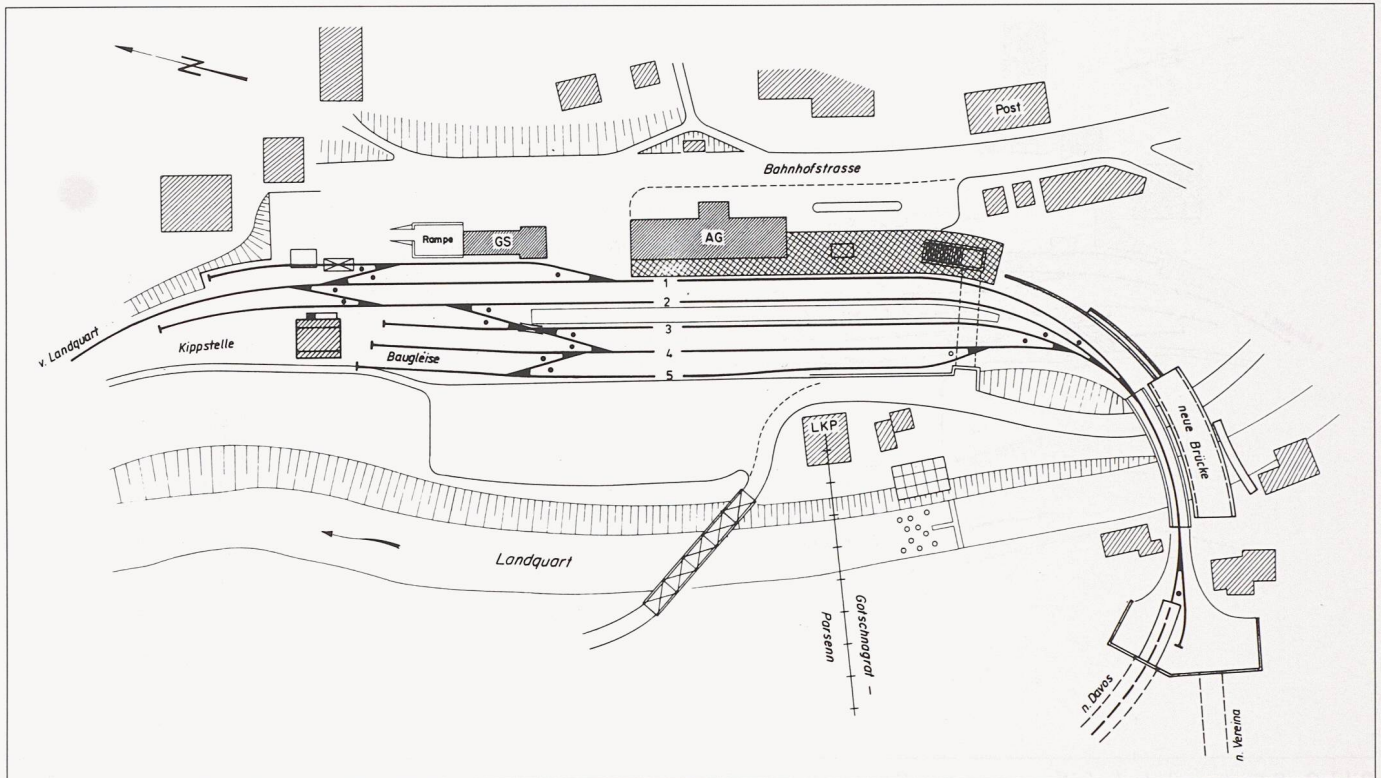 N
Post
Bahnhofstrasse
Rampe
GS
AG
1
2
3
4
5
v. Landquart
Kippstelle
Baugleise
LKP
neue Brücke
Landquart
Gotschnagrat –
Parsenn
n. Davos
n. Vereina